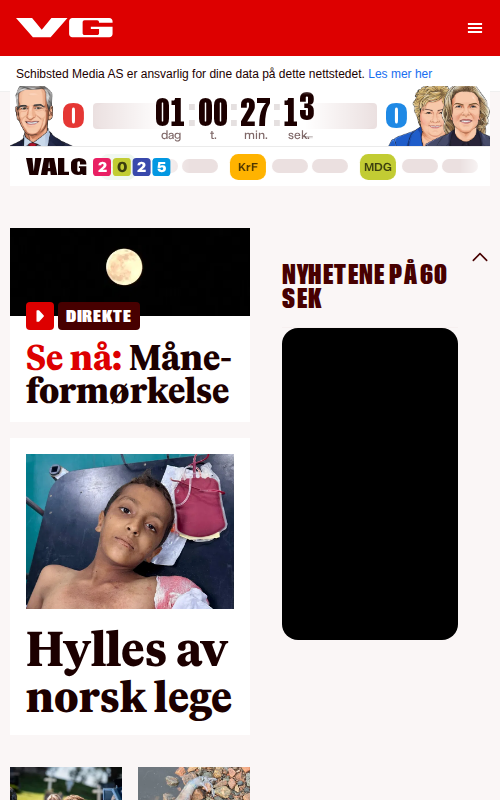 VG
Schibsted Media AS er ansvarlig for dine data på dette nettstedet. Les mer her
0 01:00:27:13 0
dag t. min. sek.
VALG 2025 KrF MDG
DIREKTE
Se nå: Måne-
formørkelse
Hylles av
norsk lege
NYHETENE PÅ 60
SEK